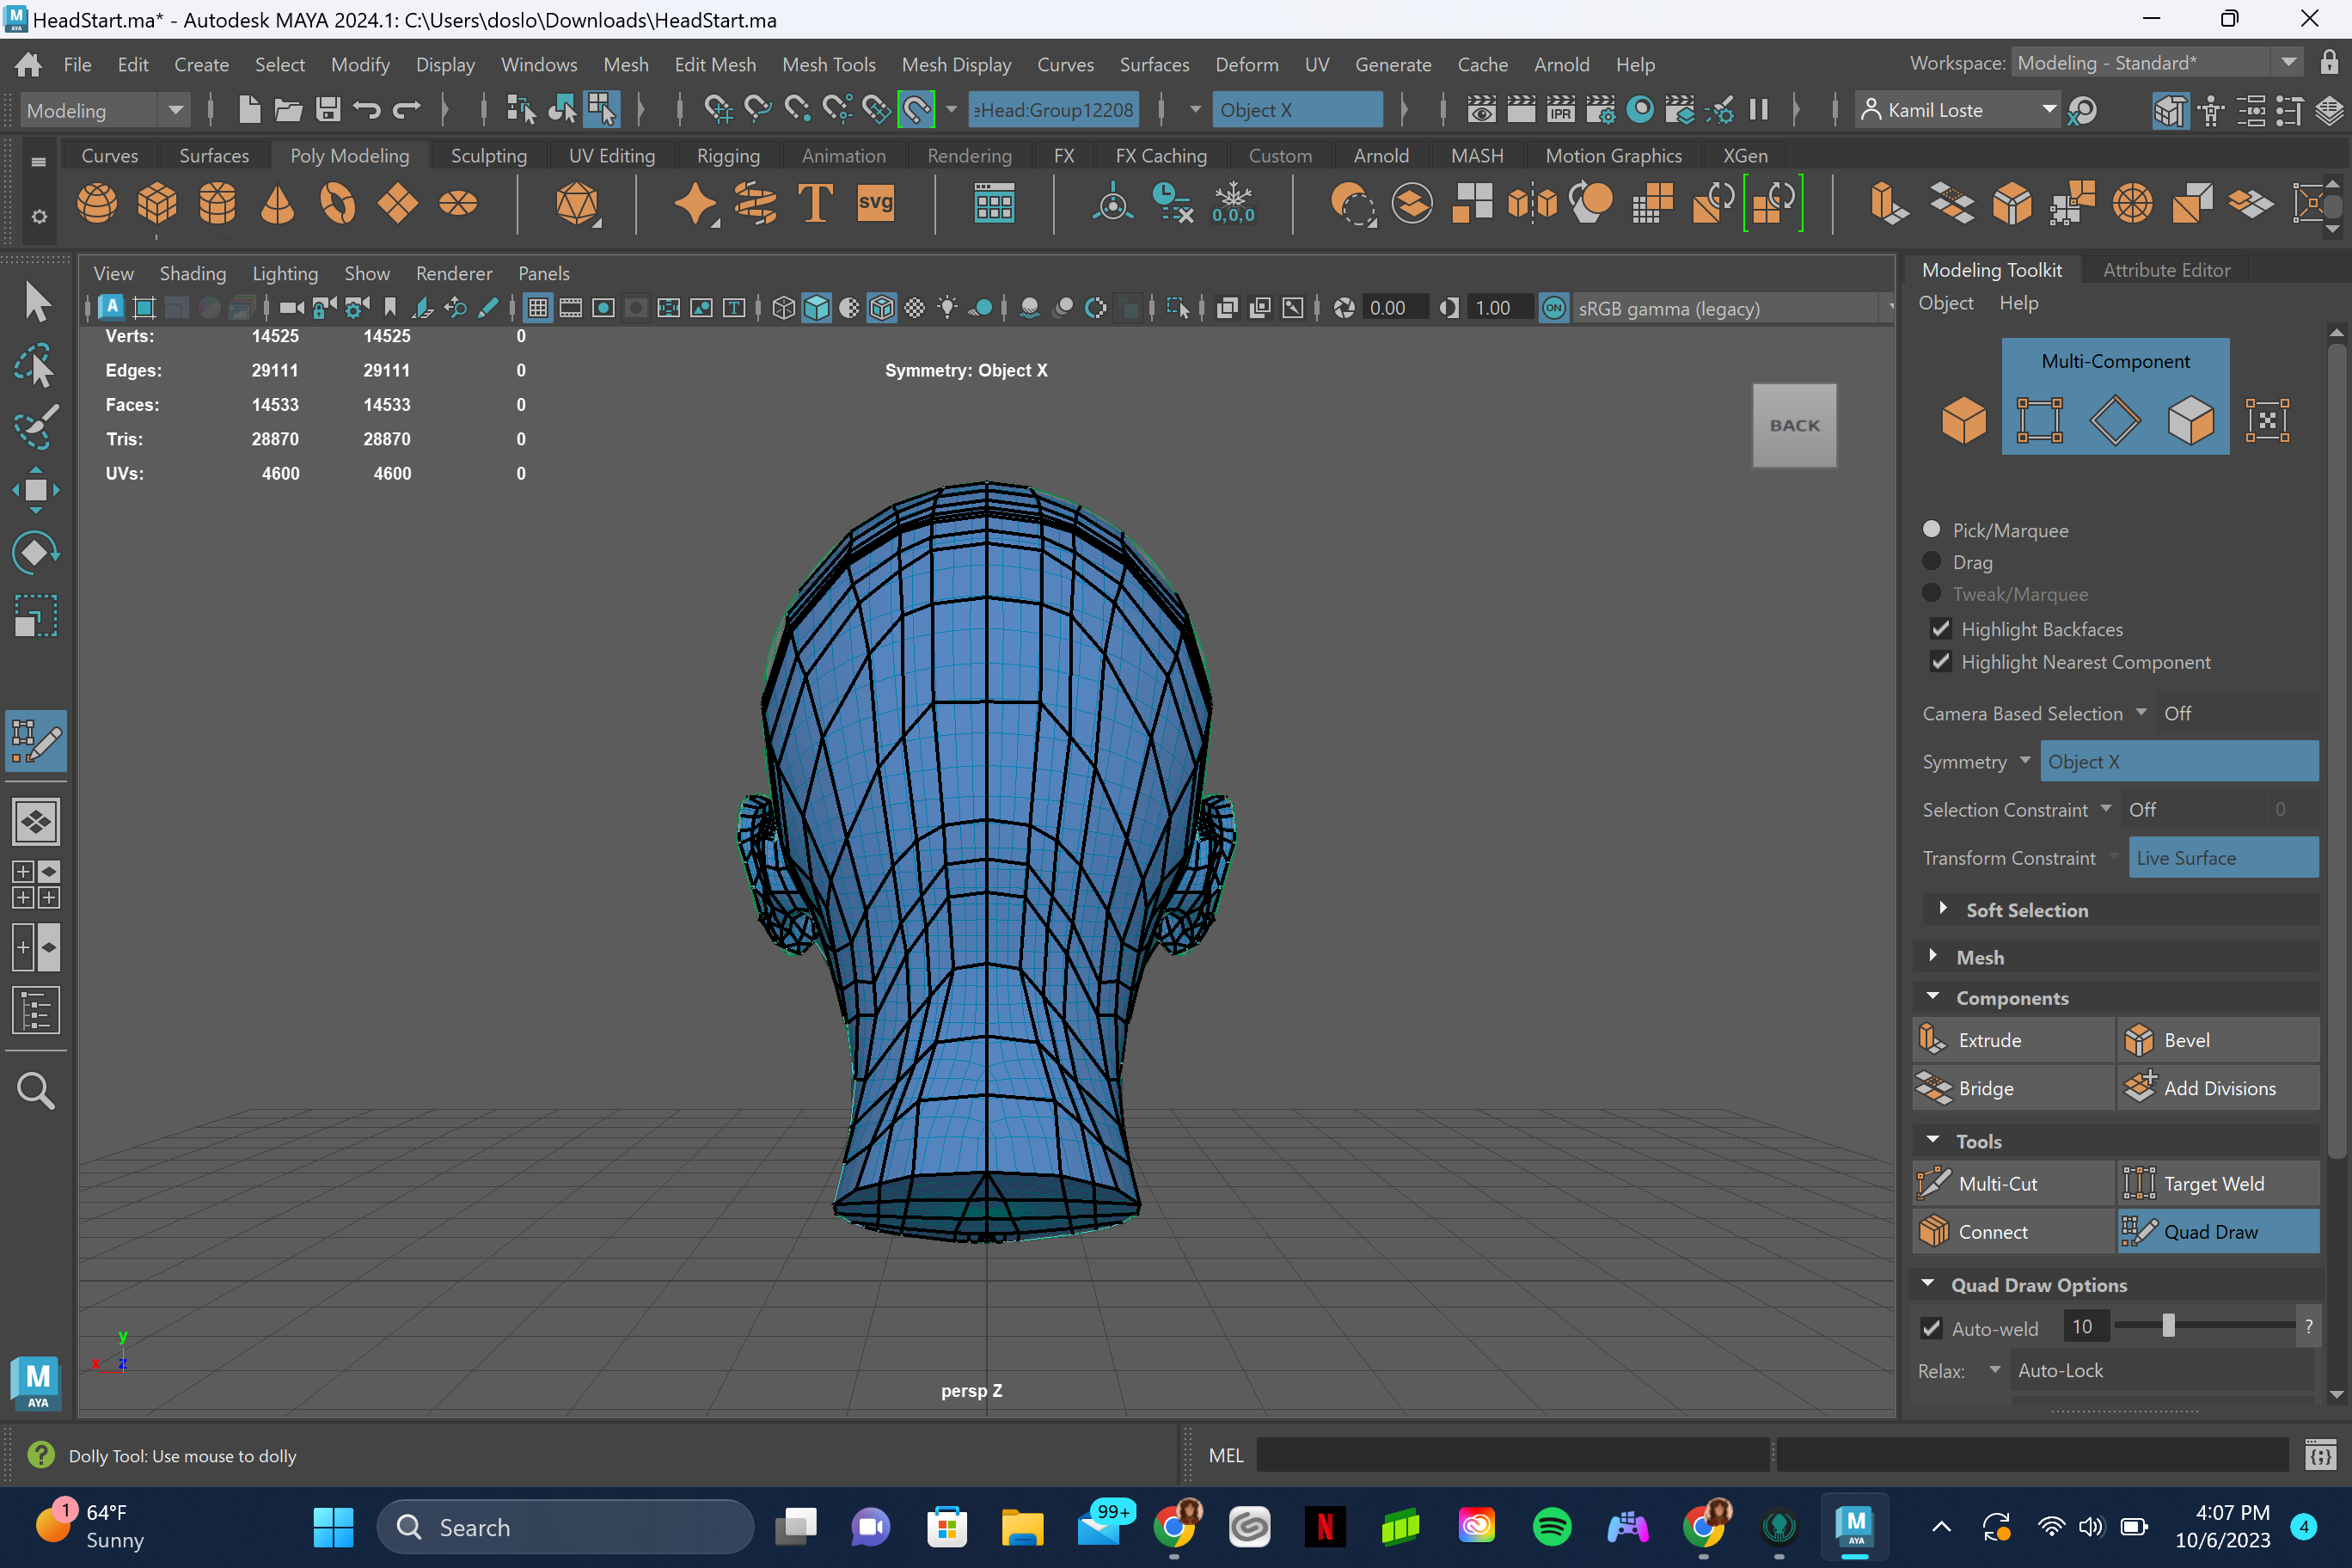 HeadStart.ma* - Autodesk MAYA 2024.1: C:\Users\doslo\Downloads\HeadStart.ma
File Edit Create Select Modify Display Windows Mesh Edit Mesh Mesh Tools Mesh Display Curves Surfaces Deform UV Generate Cache Arnold Help Workspace: Modeling - Standard*
Modeling eHead:Group12208 Object X IPR Kamil Loste
Curves Surfaces Poly Modeling Sculpting UV Editing Rigging Animation Rendering FX FX Caching Custom Arnold MASH Motion Graphics XGen
T svg 0,0,0
View Shading Lighting Show Renderer Panels
0.00 1.00 ON sRGB gamma (legacy)
Verts: 14525 14525 0
Edges: 29111 29111 0
Faces: 14533 14533 0
Tris: 28870 28870 0
UVs: 4600 4600 0
Symmetry: Object X
BACK
y
x z
persp Z
Modeling Toolkit Attribute Editor
Object Help
Multi-Component
Pick/Marquee
Drag
Tweak/Marquee
Highlight Backfaces
Highlight Nearest Component
Camera Based Selection Off
Symmetry Object X
Selection Constraint Off 0
Transform Constraint Live Surface
Soft Selection
Mesh
Components
Extrude Bevel
Bridge Add Divisions
Tools
Multi-Cut Target Weld
Connect Quad Draw
Quad Draw Options
Auto-weld 10 ?
Relax: Auto-Lock
M
AYA
Dolly Tool: Use mouse to dolly MEL
1 64°F
Sunny
Search
99+
N
M
AYA
4:07 PM
10/6/2023
4